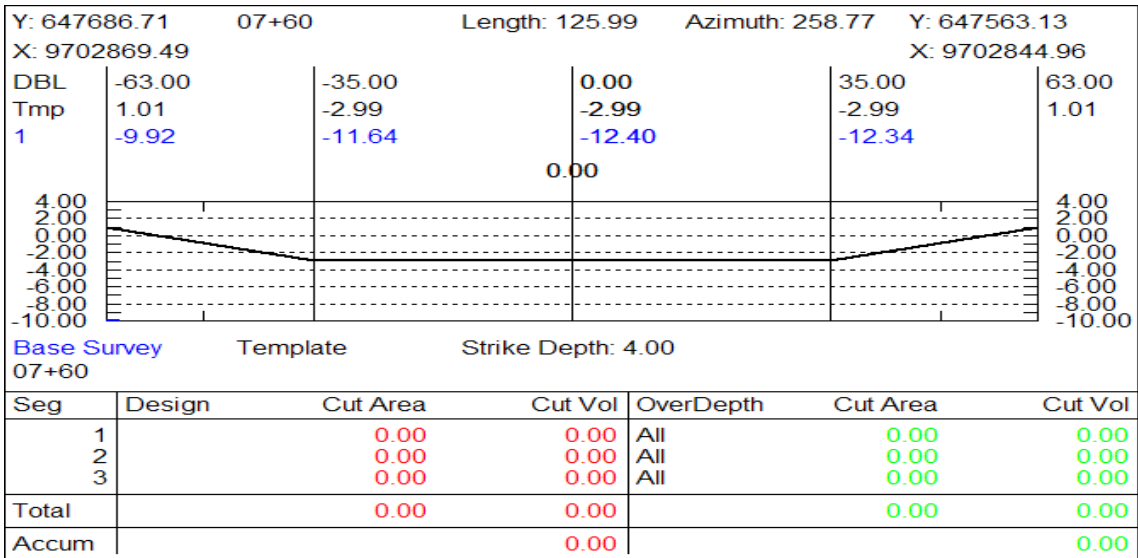 Y: 647686.71 07+60 Length: 125.99 Azimuth: 258.77 Y: 647563.13
X: 9702869.49 X: 9702844.96
DBL -63.00 -35.00 0.00 35.00 63.00
Tmp 1.01 -2.99 -2.99 -2.99 1.01
1 -9.92 -11.64 -12.40 -12.34
0.00
4.00 4.00
2.00 2.00
0.00 0.00
-2.00 -2.00
-4.00 -4.00
-6.00 -6.00
-8.00 -8.00
-10.00 -10.00
Base Survey Template Strike Depth: 4.00
07+60
Seg Design Cut Area Cut Vol OverDepth Cut Area Cut Vol
1 0.00 0.00 All 0.00 0.00
2 0.00 0.00 All 0.00 0.00
3 0.00 0.00 All 0.00 0.00
Total 0.00 0.00 0.00 0.00
Accum 0.00 0.00